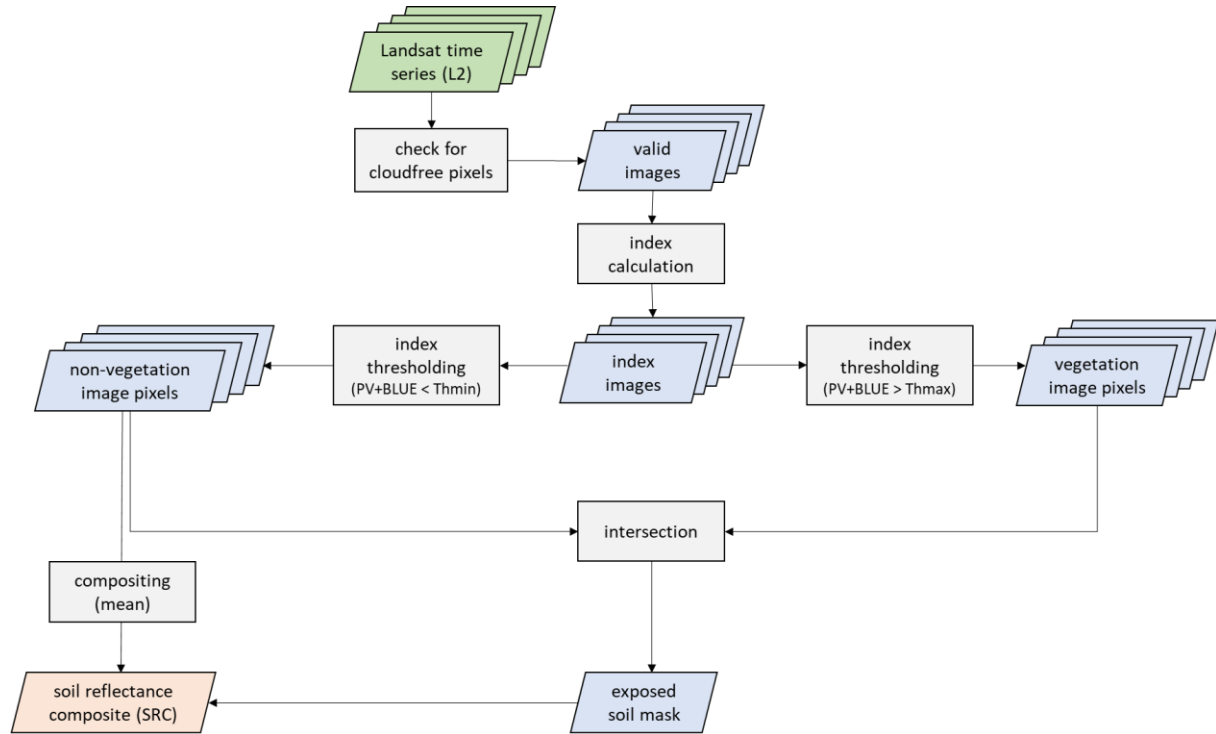 Landsat time
series (L2)
check for
cloudfree pixels
valid
images
index
calculation
non-vegetation
image pixels
index
thresholding
(PV+BLUE < Thmin)
index
images
index
thresholding
(PV+BLUE > Thmax)
vegetation
image pixels
intersection
compositing
(mean)
soil reflectance
composite (SRC)
exposed
soil mask